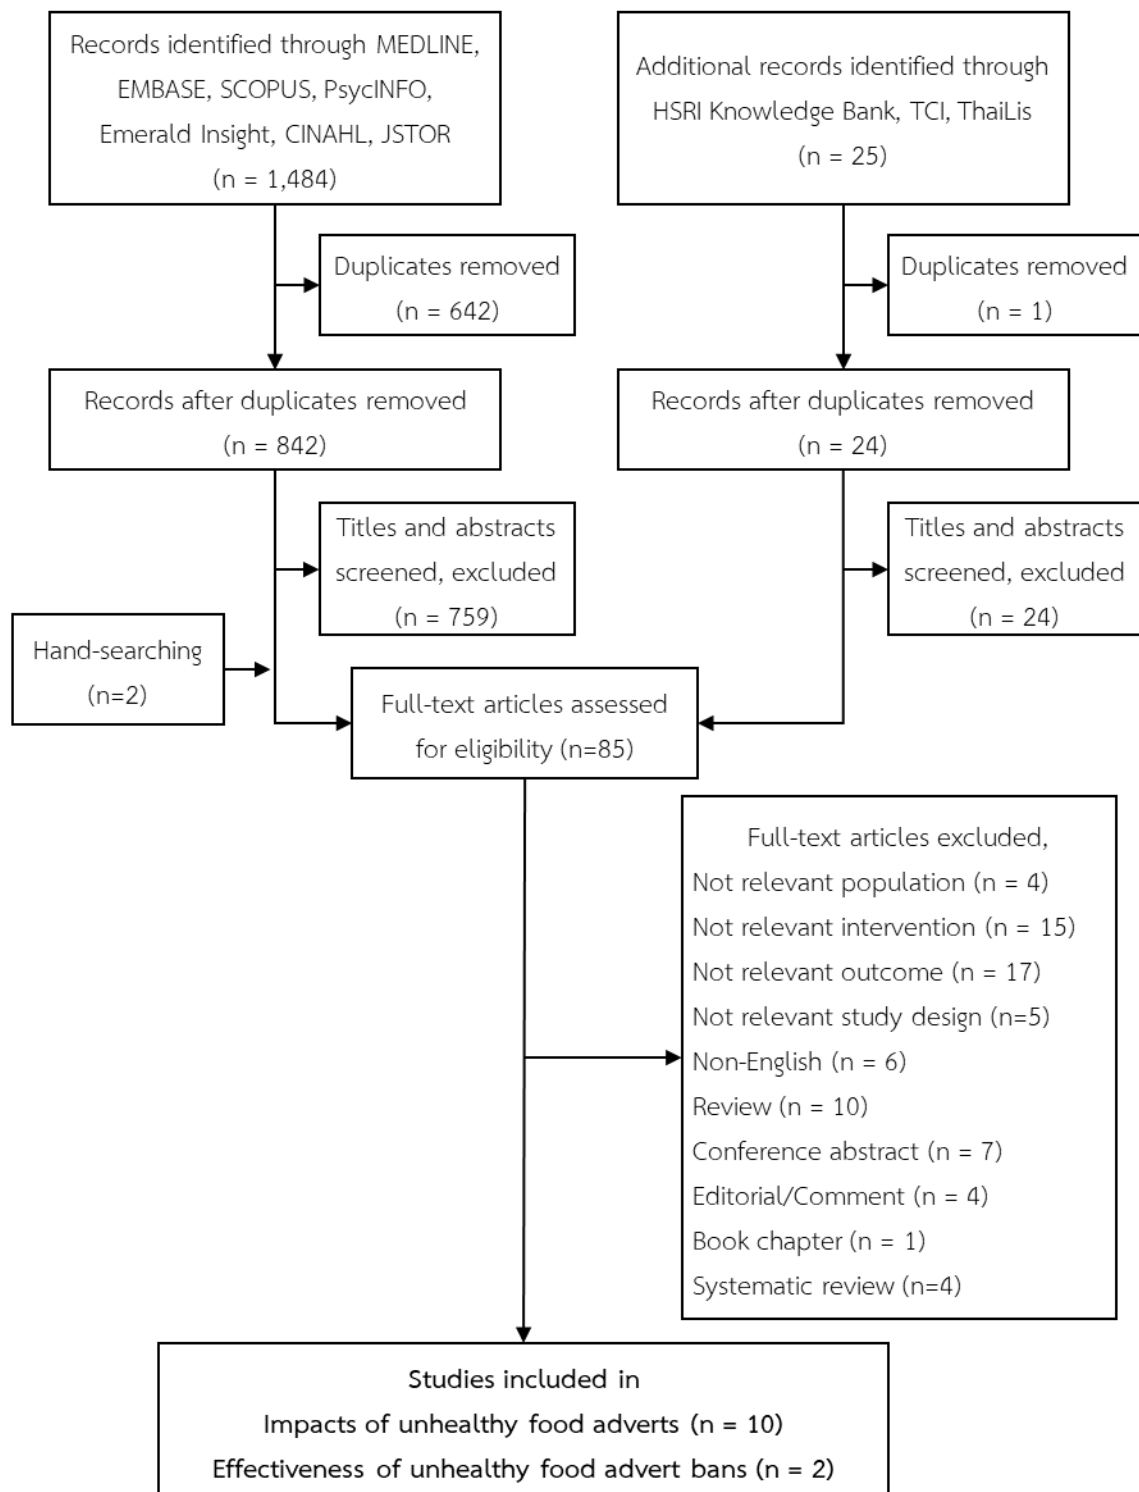 Records identified through MEDLINE,
EMBASE, SCOPUS, PsycINFO,
Emerald Insight, CINAHL, JSTOR
(n = 1,484)
Additional records identified through
HSRI Knowledge Bank, TCI, ThaiLis
(n = 25)
Duplicates removed
(n = 642)
Duplicates removed
(n = 1)
Records after duplicates removed
(n = 842)
Records after duplicates removed
(n = 24)
Titles and abstracts
screened, excluded
(n = 759)
Titles and abstracts
screened, excluded
(n = 24)
Hand-searching
(n=2)
Full-text articles assessed
for eligibility (n=85)
Full-text articles excluded,
Not relevant population (n = 4)
Not relevant intervention (n = 15)
Not relevant outcome (n = 17)
Not relevant study design (n=5)
Non-English (n = 6)
Review (n = 10)
Conference abstract (n = 7)
Editorial/Comment (n = 4)
Book chapter (n = 1)
Systematic review (n=4)
Studies included in
Impacts of unhealthy food adverts (n = 10)
Effectiveness of unhealthy food advert bans (n = 2)